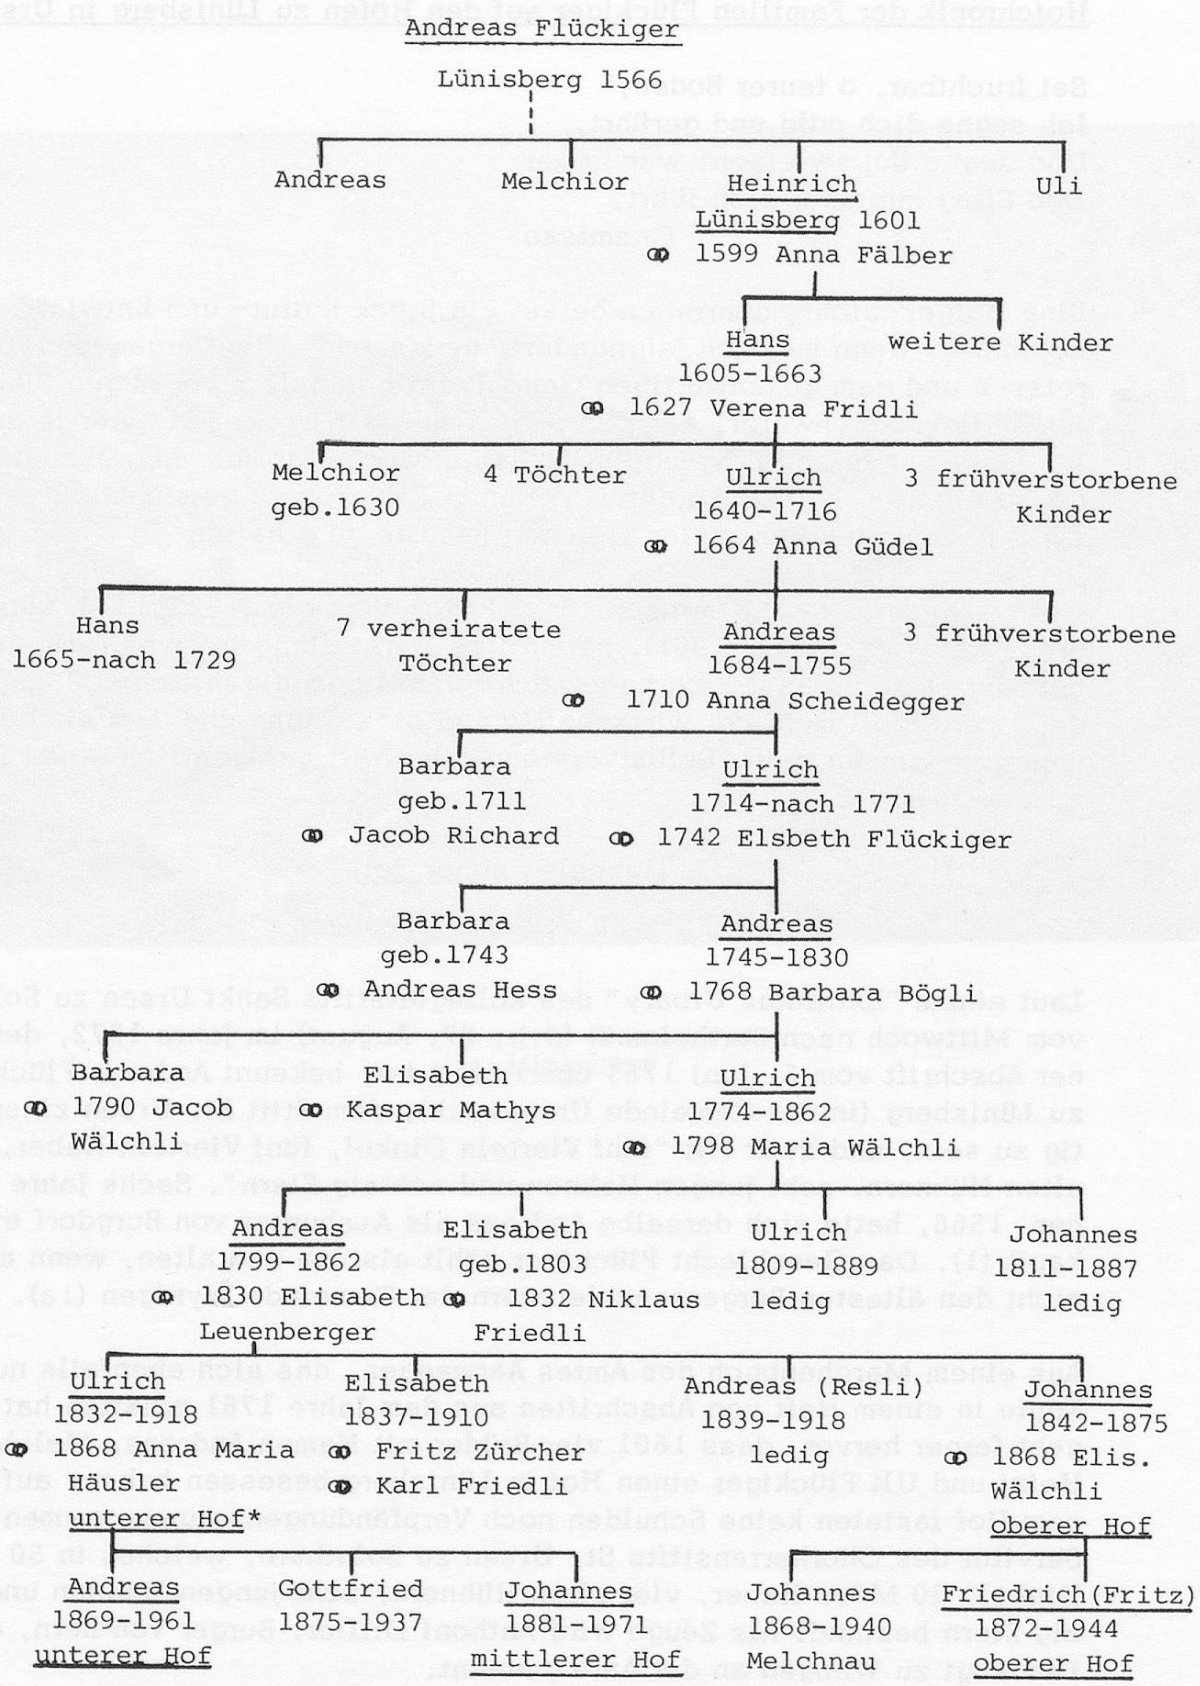 Andreas Flückiger
Lünisberg 1566
Andreas
Melchior
Heinrich
Uli
Lünisberg 1601
⚭ 1599 Anna Fälber
Hans
weitere Kinder
1605-1663
⚭ 1627 Verena Fridli
Melchior
4 Töchter
Ulrich
3 frühverstorbene
geb.1630
1640-1716
Kinder
⚭ 1664 Anna Güdel
Hans
7 verheiratete
Andreas
3 frühverstorbene
1665-nach 1729
Töchter
1684-1755
Kinder
⚭ 1710 Anna Scheidegger
Barbara
Ulrich
geb.1711
1714-nach 1771
⚭ Jacob Richard
⚭ 1742 Elsbeth Flückiger
Barbara
Andreas
geb.1743
1745-1830
⚭ Andreas Hess
⚭ 1768 Barbara Bögli
Barbara
Elisabeth
Ulrich
⚭ 1790 Jacob
⚭ Kaspar Mathys
1774-1862
Wälchli
⚭ 1798 Maria Wälchli
Andreas
Elisabeth
Ulrich
Johannes
1799-1862
geb.1803
1809-1889
1811-1887
⚭ 1830 Elisabeth
⚭ 1832 Niklaus
ledig
ledig
Leuenberger
Friedli
Ulrich
Elisabeth
Andreas (Resli)
Johannes
1832-1918
1837-1910
1839-1918
1842-1875
⚭ 1868 Anna Maria
⚭ Fritz Zürcher
ledig
⚭ 1868 Elis.
Häusler
⚭ Karl Friedli
Wälchli
unterer Hof*
oberer Hof
Andreas
Gottfried
Johannes
Johannes
Friedrich(Fritz)
1869-1961
1875-1937
1881-1971
1868-1940
1872-1944
unterer Hof
mittlerer Hof
Melchnau
oberer Hof